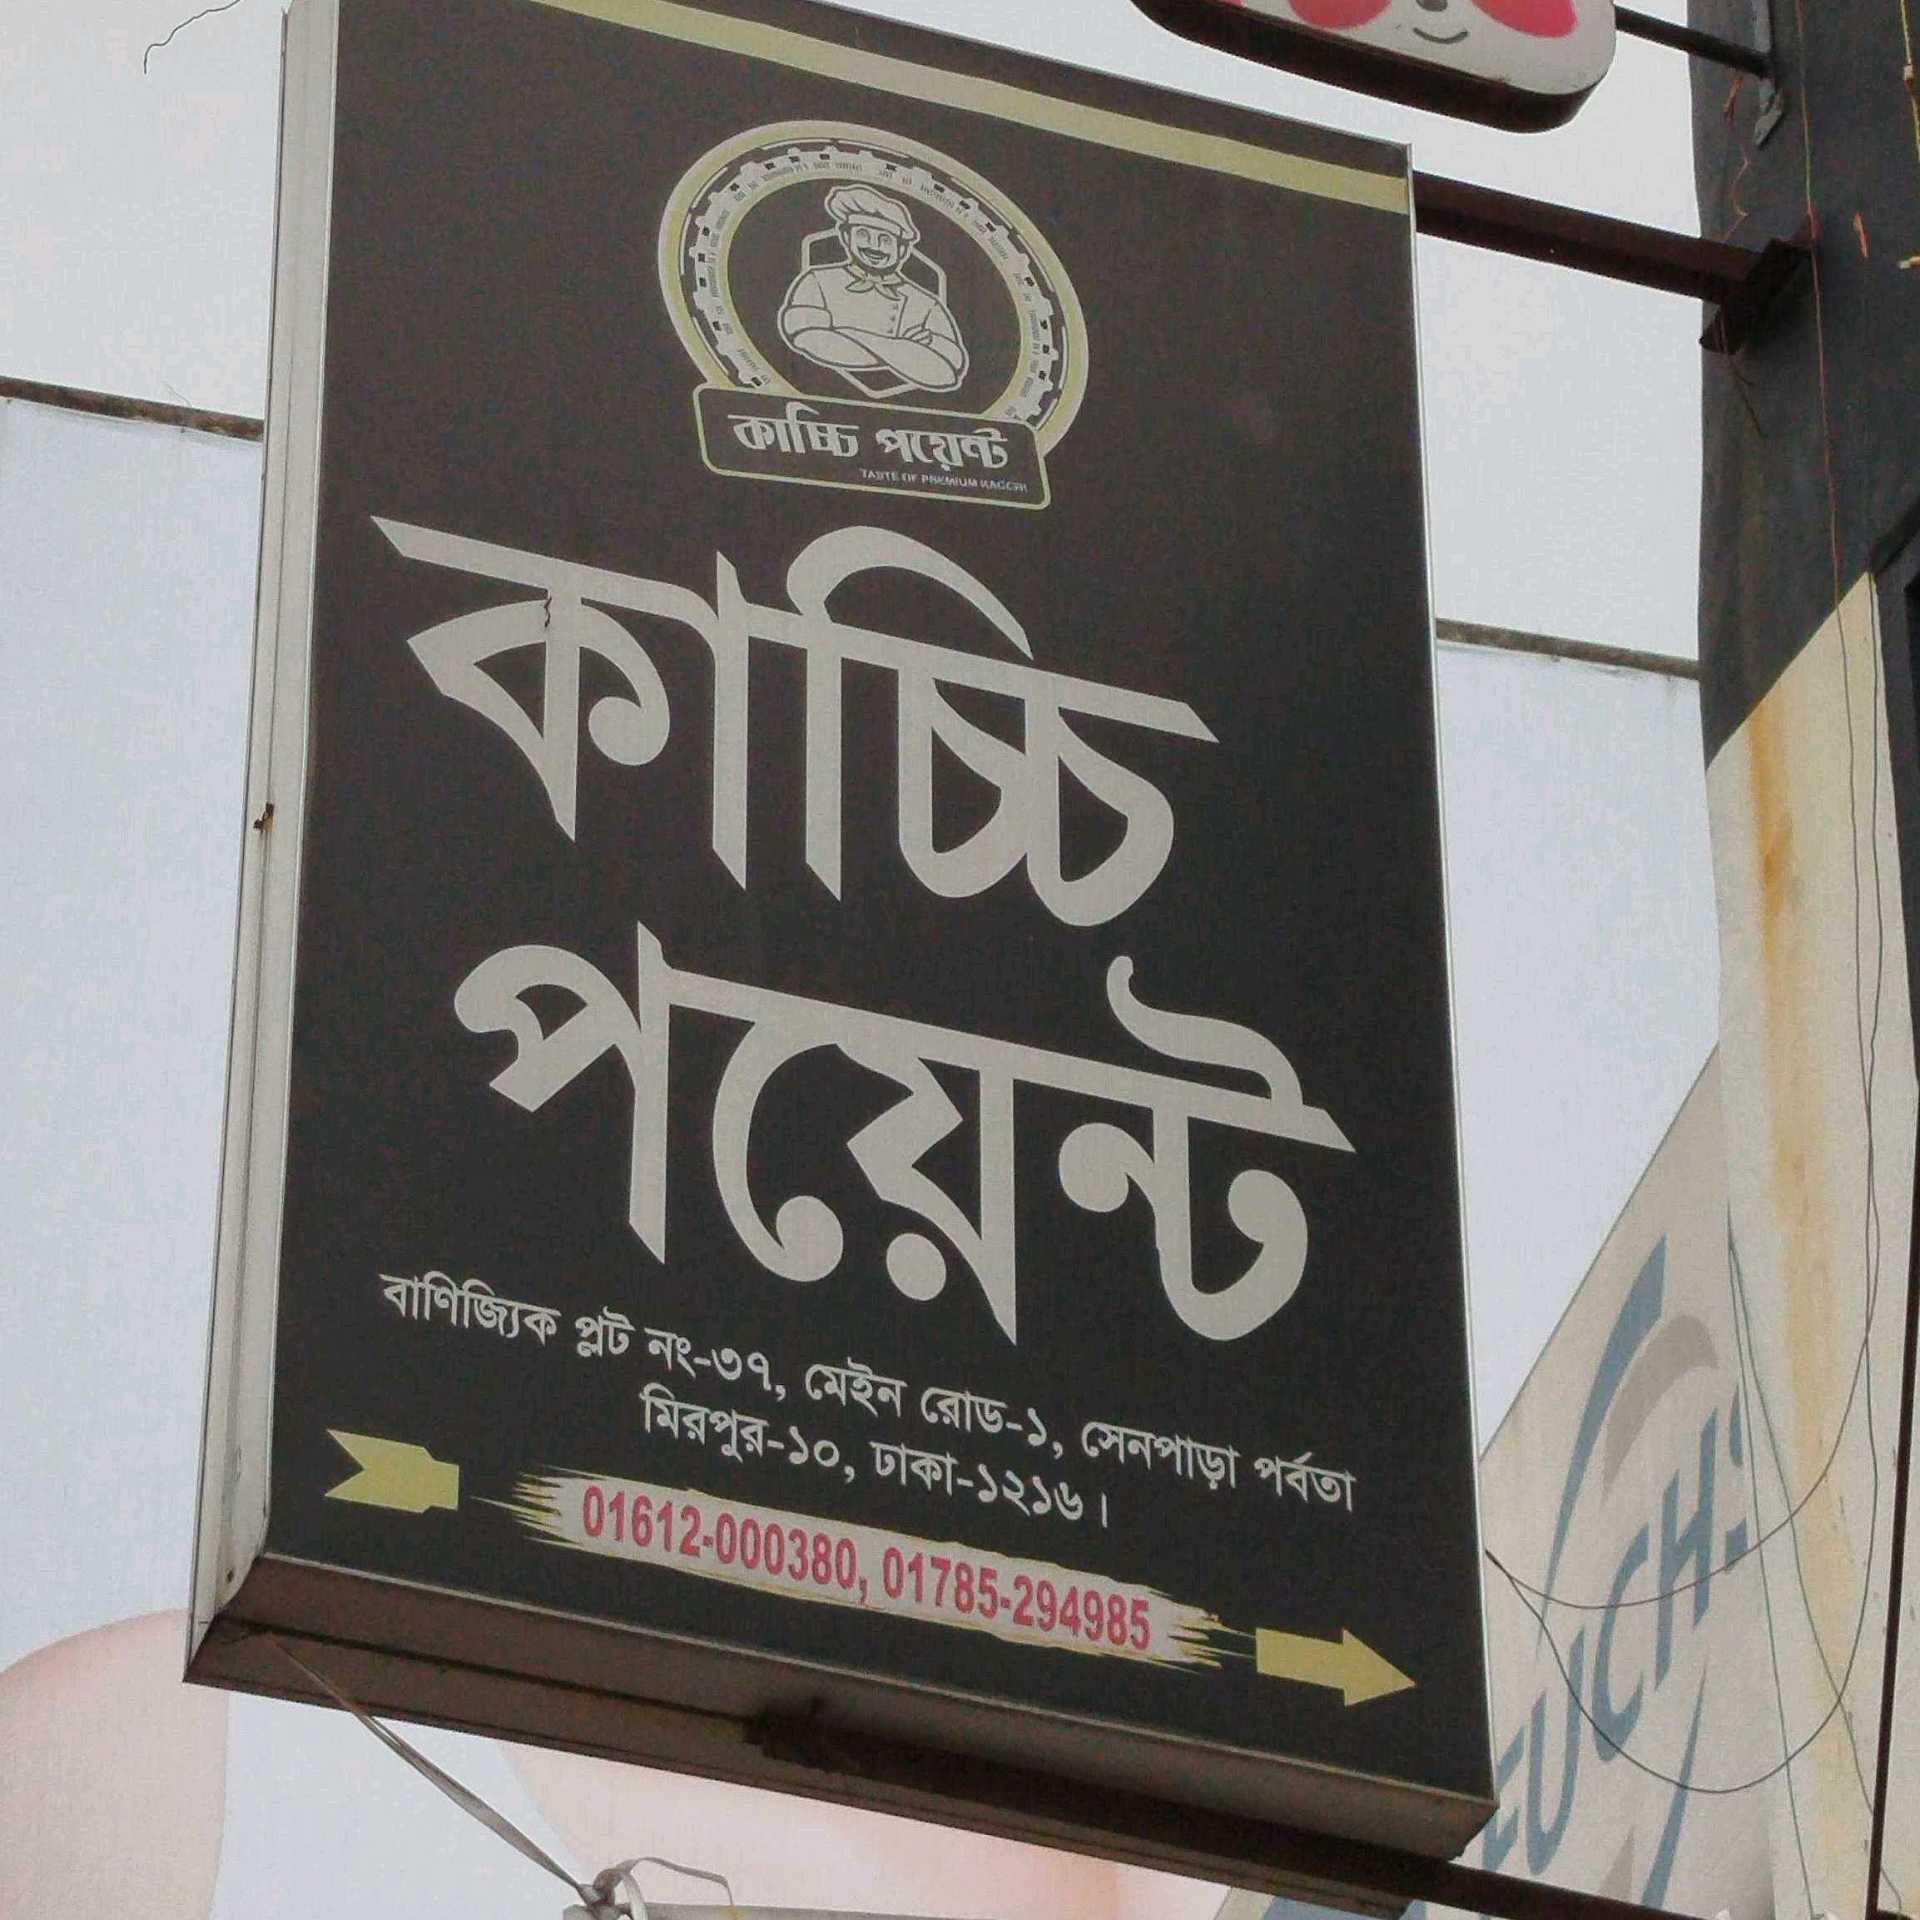 কাচ্চি পয়েন্ট
TASTE OF PREMIUM KACCHI
কাচ্চি
পয়েন্ট
বাণিজ্যিক প্লট নং-৩৭, মেইন রোড-১, সেনপাড়া পর্বতা
মিরপুর-১০, ঢাকা-১২১৬।
01612-000380, 01785-294985
EUCH